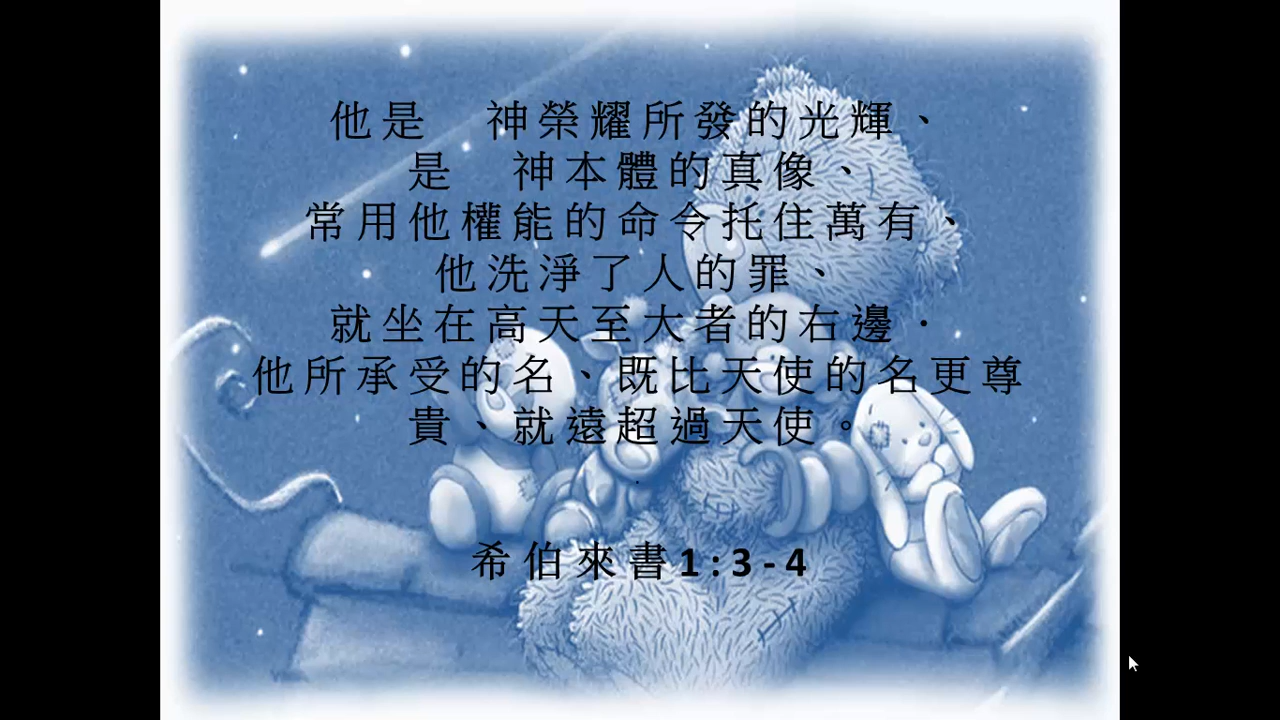 他是　神榮耀所發的光輝、
是　神本體的真像、
常用他權能的命令托住萬有、
他洗淨了人的罪、
就坐在高天至大者的右邊．
他所承受的名、既比天使的名更尊
貴、就遠超過天使。
.
希伯來書1:3-4